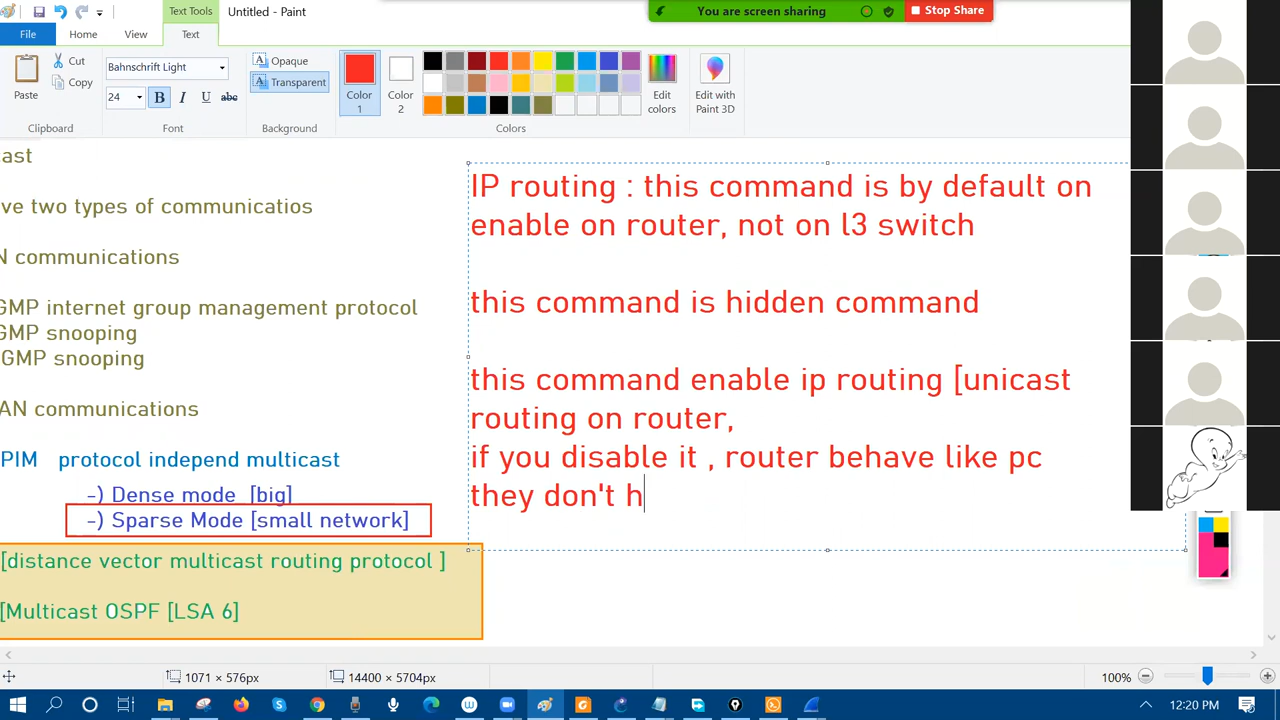 Text Tools
Untitled - Paint
You are screen sharing
Stop Share
File
Home
View
Text
Cut
Copy
Paste
Bahnschrift Light
24
B
I
U
abc
Opaque
Transparent
Color
1
Color
2
Edit
colors
Edit with
Paint 3D
Clipboard
Font
Background
Colors
ast
ve two types of communicatios
N communications
GMP internet group management protocol
GMP snooping
GMP snooping
AN communications
PIM protocol independ multicast
-) Dense mode [big]
-) Sparse Mode [small network]
[distance vector multicast routing protocol ]
[Multicast OSPF [LSA 6]
IP routing : this command is by default on
enable on router, not on l3 switch
this command is hidden command
this command enable ip routing [unicast
routing on router,
if you disable it , router behave like pc
they don't h
1071 × 576px
14400 × 5704px
100%
12:20 PM